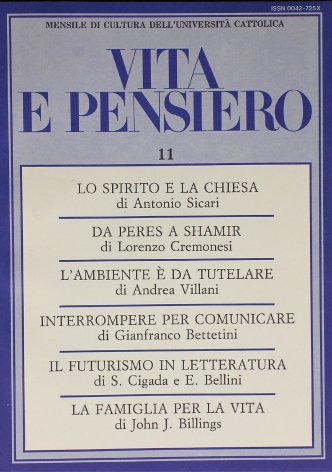 ISSN 0042-725X
MENSILE DI CULTURA DELL'UNIVERSITÀ CATTOLICA
VITA
E PENSIERO
11
LO SPIRITO E LA CHIESA
di Antonio Sicari
DA PERES A SHAMIR
di Lorenzo Cremonesi
L'AMBIENTE È DA TUTELARE
di Andrea Villani
INTERROMPERE PER COMUNICARE
di Gianfranco Bettetini
IL FUTURISMO IN LETTERATURA
di S. Cigada e E. Bellini
LA FAMIGLIA PER LA VITA
di John J. Billings